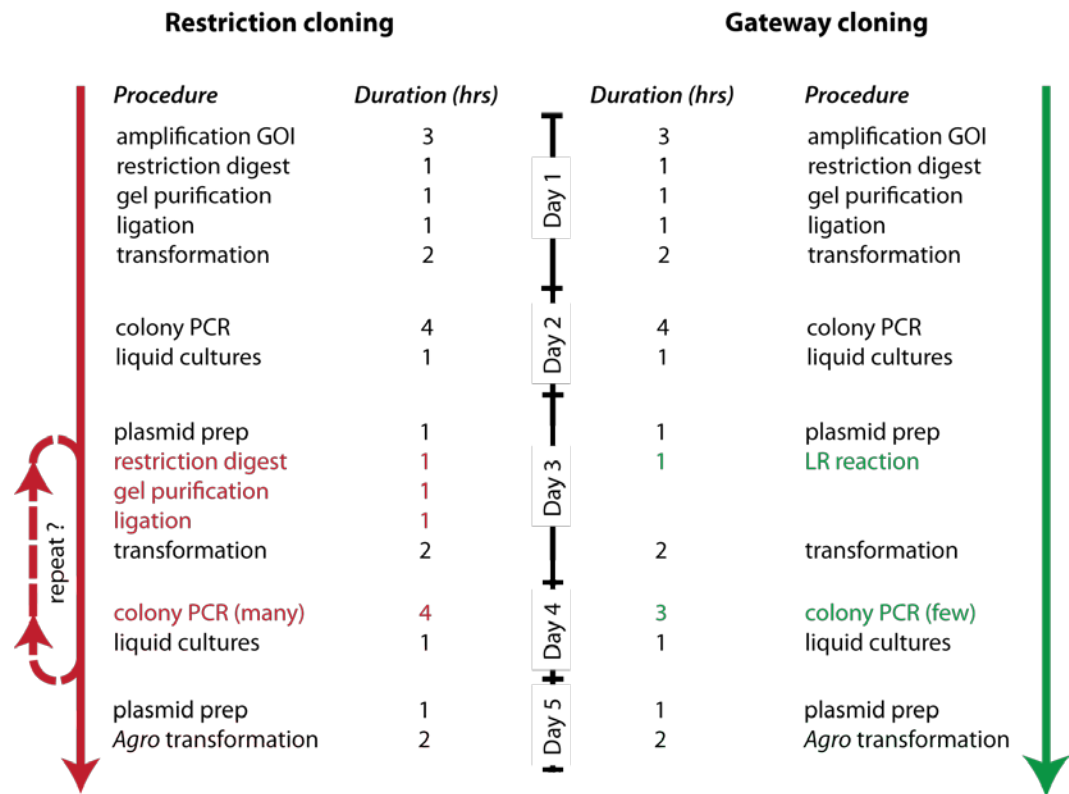 Restriction cloning Gateway cloning
Procedure Duration (hrs) Duration (hrs) Procedure
amplification GOI 3 3 amplification GOI
restriction digest 1 1 restriction digest
gel purification 1 1 gel purification
ligation 1 1 ligation
transformation 2 2 transformation
Day 1
colony PCR 4 4 colony PCR
liquid cultures 1 1 liquid cultures
Day 2
plasmid prep 1 1 plasmid prep
restriction digest 1 1 LR reaction
gel purification 1
ligation 1
transformation 2 2 transformation
Day 3
repeat ?
colony PCR (many) 4 3 colony PCR (few)
liquid cultures 1 1 liquid cultures
Day 4
plasmid prep 1 1 plasmid prep
Agro transformation 2 2 Agro transformation
Day 5